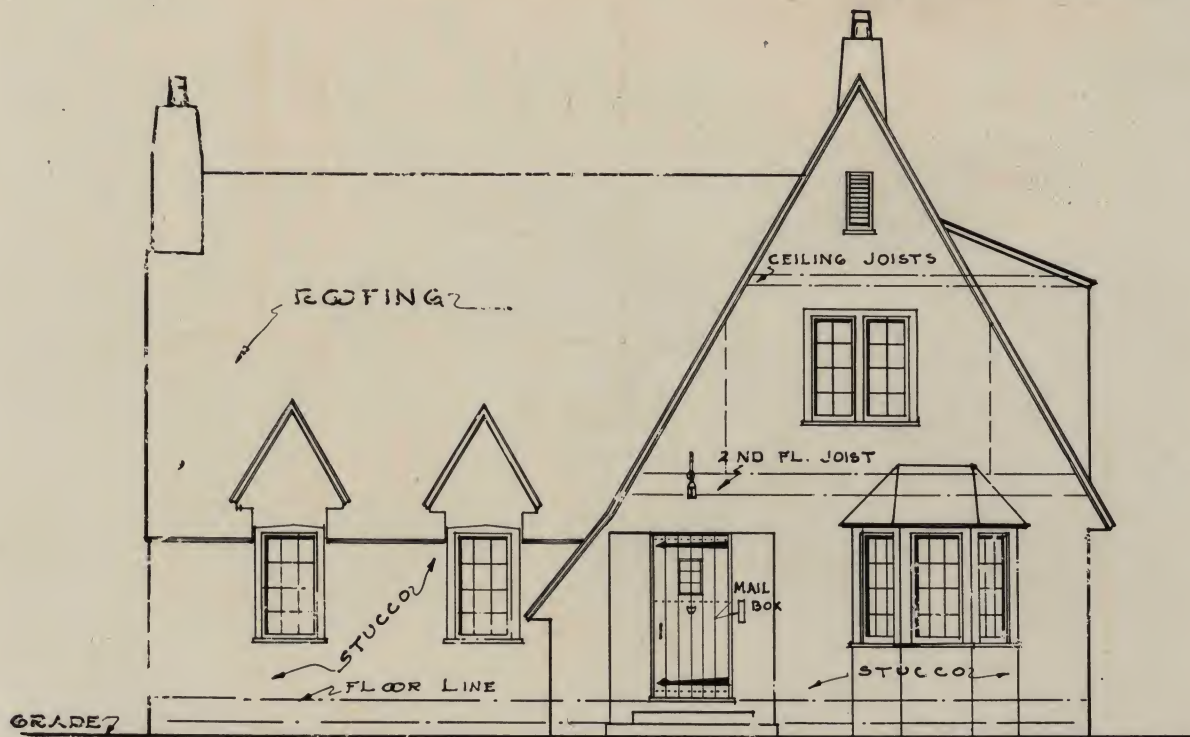 CEILING JOISTS
ROOFING
2ND FL. JOIST
MAIL
BOX
STUCCO
STUCCO
FLOOR LINE
GRADE